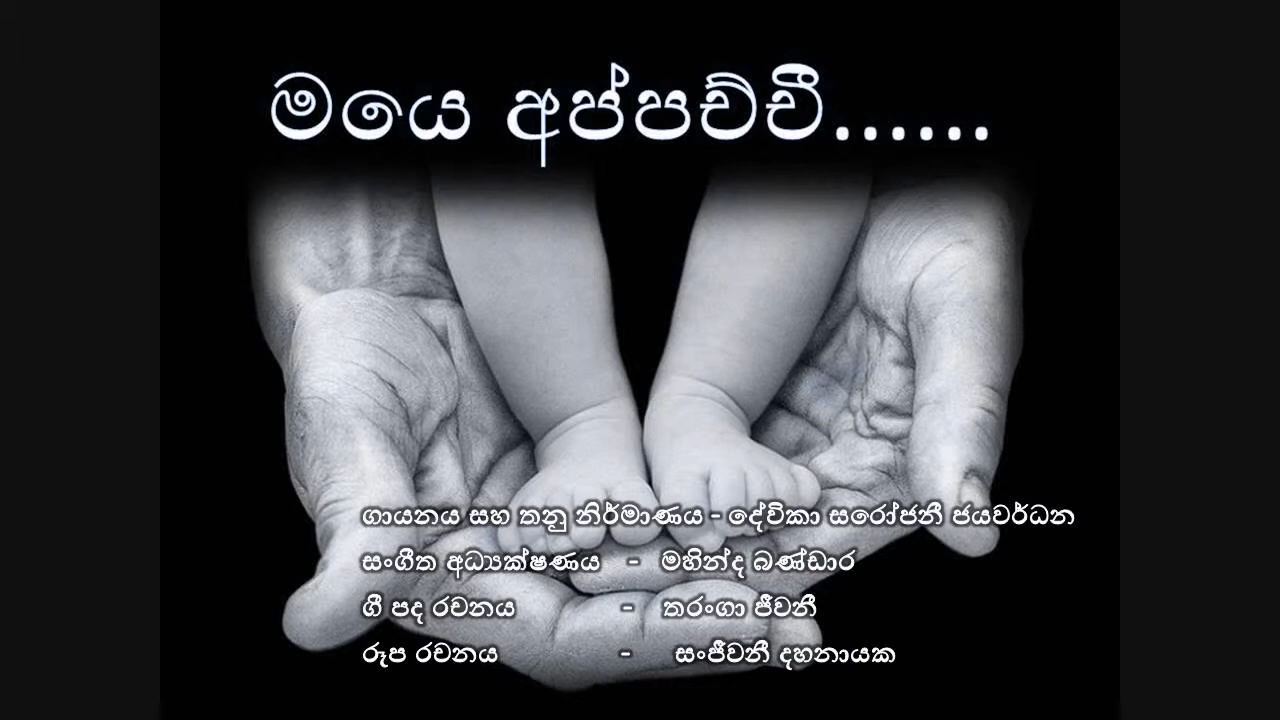 මයෙ අප්පච්චී......
ගායනය සහ තනු නිර්මාණය - දේවිකා සරෝජනී ජයවර්ධන
සංගීත අධ්‍යක්ෂණය - මහින්ද බණ්ඩාර
ගී පද රචනය - තරංගා ජීවනී
රූප රචනය - සංජීවනී දහනායක